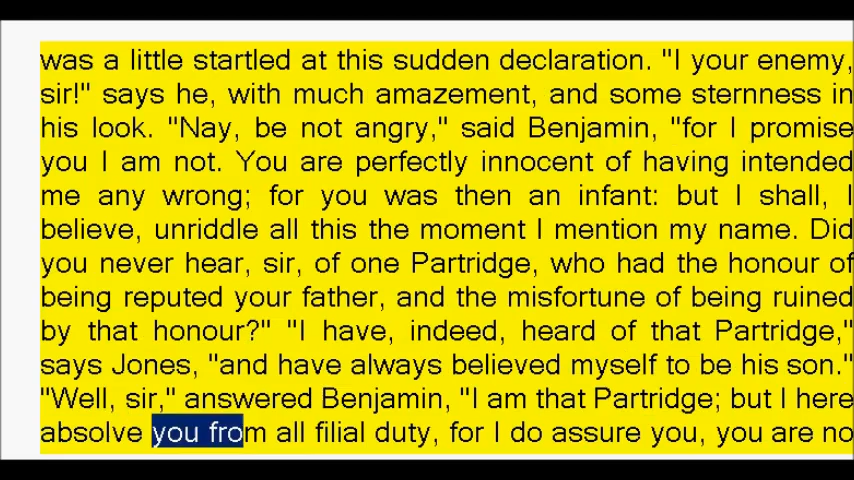 was a little startled at this sudden declaration. "I your enemy,
sir!" says he, with much amazement, and some sternness in
his look. "Nay, be not angry," said Benjamin, "for I promise
you I am not. You are perfectly innocent of having intended
me any wrong; for you was then an infant: but I shall, I
believe, unriddle all this the moment I mention my name. Did
you never hear, sir, of one Partridge, who had the honour of
being reputed your father, and the misfortune of being ruined
by that honour?" "I have, indeed, heard of that Partridge,"
says Jones, "and have always believed myself to be his son."
"Well, sir," answered Benjamin, "I am that Partridge; but I here
absolve you from all filial duty, for I do assure you, you are no